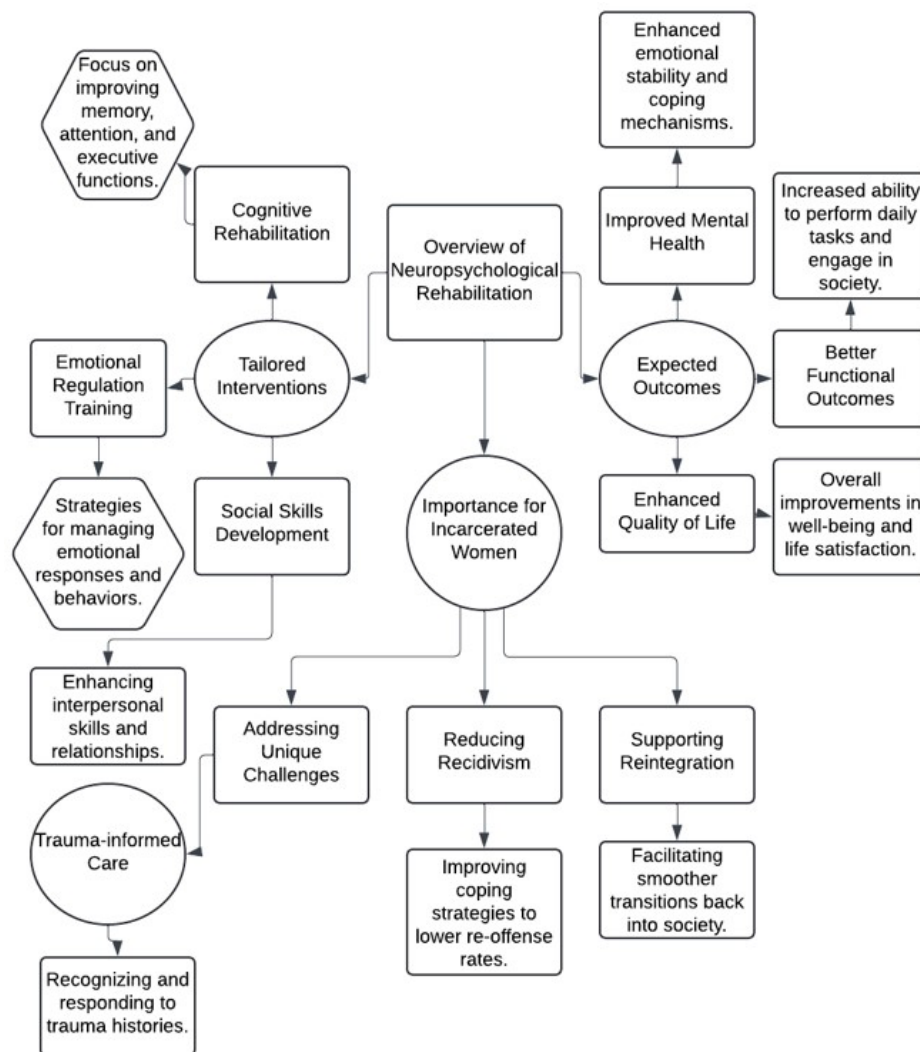 Focus on
improving
memory,
attention, and
executive
functions.
Enhanced
emotional
stability and
coping
mechanisms.
Cognitive
Rehabilitation
Overview of
Neuropsychological
Rehabilitation
Improved Mental
Health
Increased ability
to perform daily
tasks and
engage in
society.
Emotional
Regulation
Training
Tailored
Interventions
Expected
Outcomes
Better
Functional
Outcomes
Strategies
for managing
emotional
responses and
behaviors.
Social Skills
Development
Importance for
Incarcerated
Women
Enhanced
Quality of Life
Overall
improvements in
well-being and
life satisfaction.
Enhancing
interpersonal
skills and
relationships.
Addressing
Unique
Challenges
Reducing
Recidivism
Supporting
Reintegration
Trauma-informed
Care
Improving
coping
strategies to
lower re-offense
rates.
Facilitating
smoother
transitions back
into society.
Recognizing and
responding to
trauma histories.